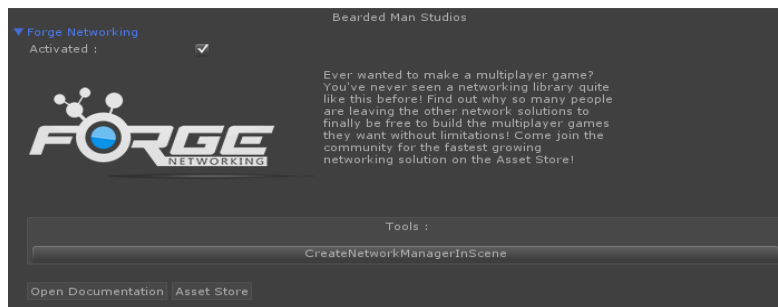 Bearded Man Studios
Forge Networking
Activated :
Ever wanted to make a multiplayer game?
You've never seen a networking library quite
like this before! Find out why so many people
are leaving the other network solutions to
finally be free to build the multiplayer games
they want without limitations! Come join the
community for the fastest growing
networking solution on the Asset Store!
FORGE
NETWORKING
Tools :
CreateNetworkManagerInScene
Open Documentation Asset Store